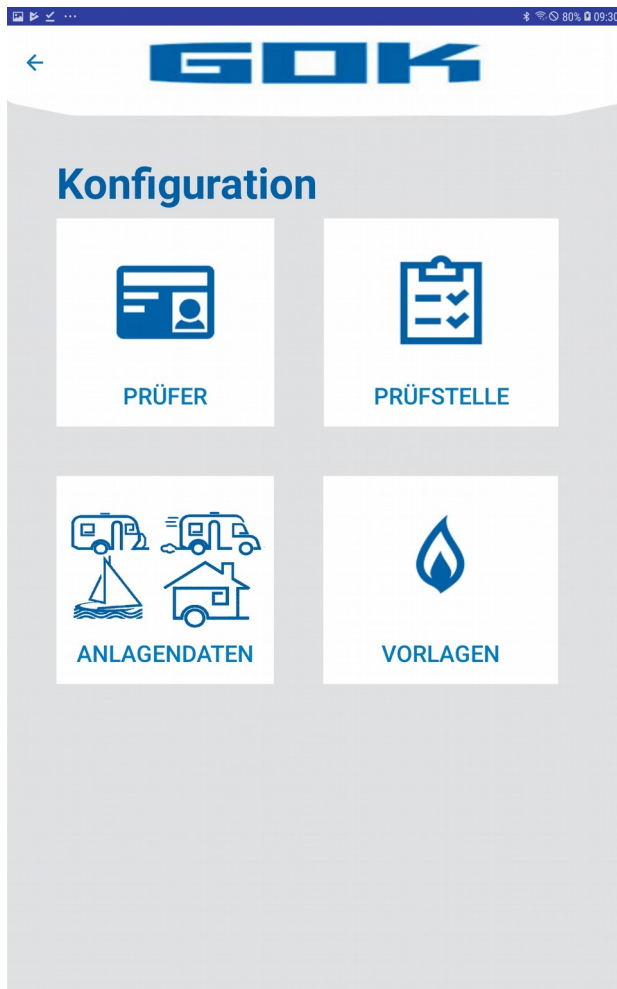 80% 09:30
GOK
Konfiguration
PRÜFER
PRÜFSTELLE
ANLAGENDATEN
VORLAGEN